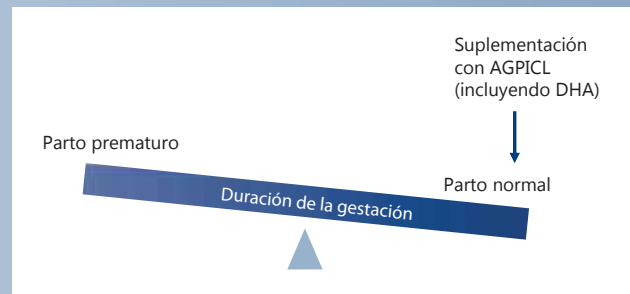 Suplementación
con AGPICL
(incluyendo DHA)
Parto prematuro
Parto normal
Duración de la gestación